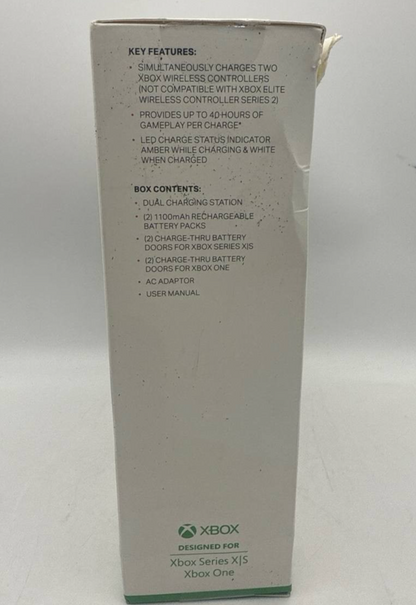 KEY FEATURES:
• SIMULTANEOUSLY CHARGES TWO
XBOX WIRELESS CONTROLLERS
(NOT COMPATIBLE WITH XBOX ELITE
WIRELESS CONTROLLER SERIES 2)
• PROVIDES UP TO 40 HOURS OF
GAMEPLAY PER CHARGE*
• LED CHARGE STATUS INDICATOR
AMBER WHILE CHARGING & WHITE
WHEN CHARGED
BOX CONTENTS:
• DUAL CHARGING STATION
• (2) 1100mAh RECHARGEABLE
BATTERY PACKS
• (2) CHARGE-THRU BATTERY
DOORS FOR XBOX SERIES X|S
• (2) CHARGE-THRU BATTERY
DOORS FOR XBOX ONE
• AC ADAPTOR
• USER MANUAL
XBOX
DESIGNED FOR
Xbox Series X|S
Xbox One